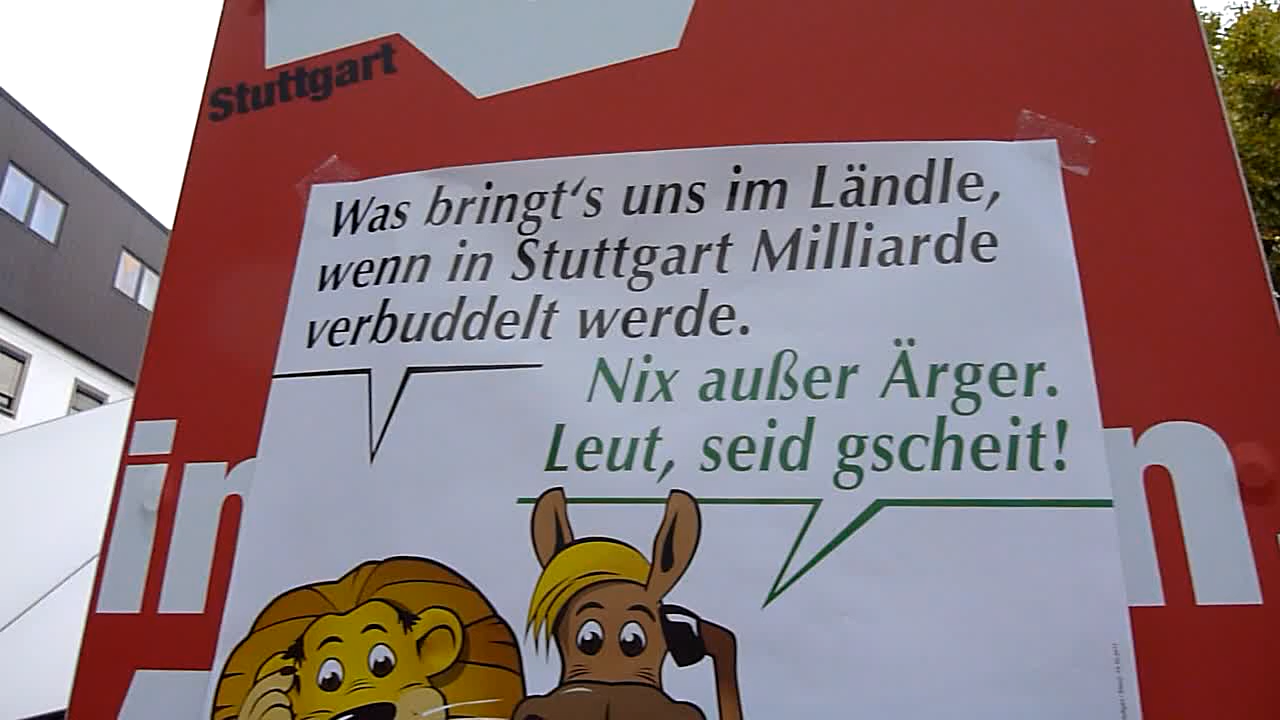 Stuttgart
Was bringt's uns im Ländle,
wenn in Stuttgart Milliarde
verbuddelt werde.
Nix außer Ärger.
Leut, seid gscheit!